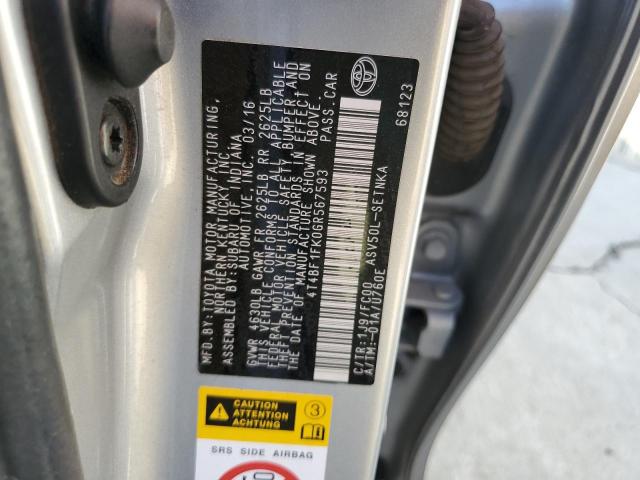 MFD.BY:TOYOTA MOTOR MANUFACTURING,
NORTHERN KENTUCKY, INC.
ASSEMBLED BY:SUBARU OF INDIANA
AUTOMOTIVE, INC. 03/16
GVWR 4630LB GAWR FR 2625LB RR 2625LB
THIS VEHICLE CONFORMS TO ALL APPLICABLE
FEDERAL MOTOR VEHICLE SAFETY, BUMPER, AND
THEFT PREVENTION STANDARDS IN EFFECT ON
THE DATE OF MANUFACTURE SHOWN ABOVE.
4T4BF1FK0GR567593 PASS.CAR
C/TR:1J9/FC00 ASV50L-SETNKA
A/TM:-01A/U760E
68123
CAUTION
ATTENTION
ACHTUNG
3
SRS SIDE AIRBAG